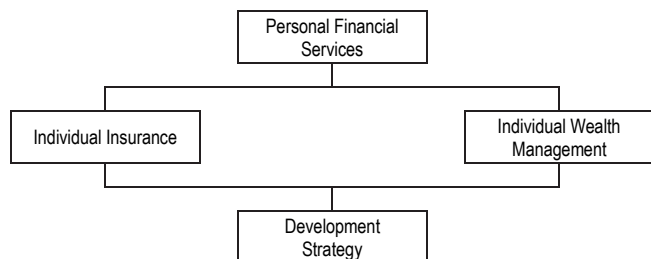 Personal Financial
Services
Individual Insurance
Individual Wealth
Management
Development
Strategy